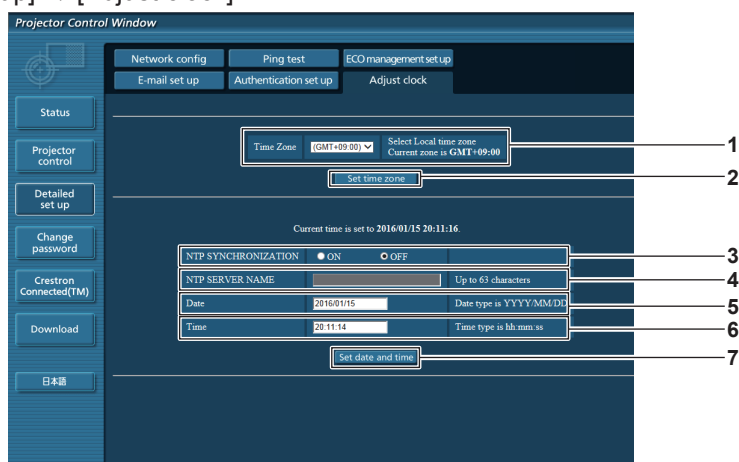 Projector Control Window
Network config
Ping test
ECO management set up
E-mail set up
Authentication set up
Adjust clock
Status
Projector
control
Detailed
set up
Change
password
Crestron
Connected(TM)
Download
日本語
Time Zone
(GMT+09:00)
Select Local time zone
Current zone is GMT+09:00
1
Set time zone
2
Current time is set to 2016/01/15 20:11:16.
NTP SYNCHRONIZATION
ON
OFF
3
NTP SERVER NAME
Up to 63 characters
4
Date
2016/01/15
Date type is YYYY/MM/DD
5
Time
20:11:14
Time type is hh:mm:ss
6
Set date and time
7